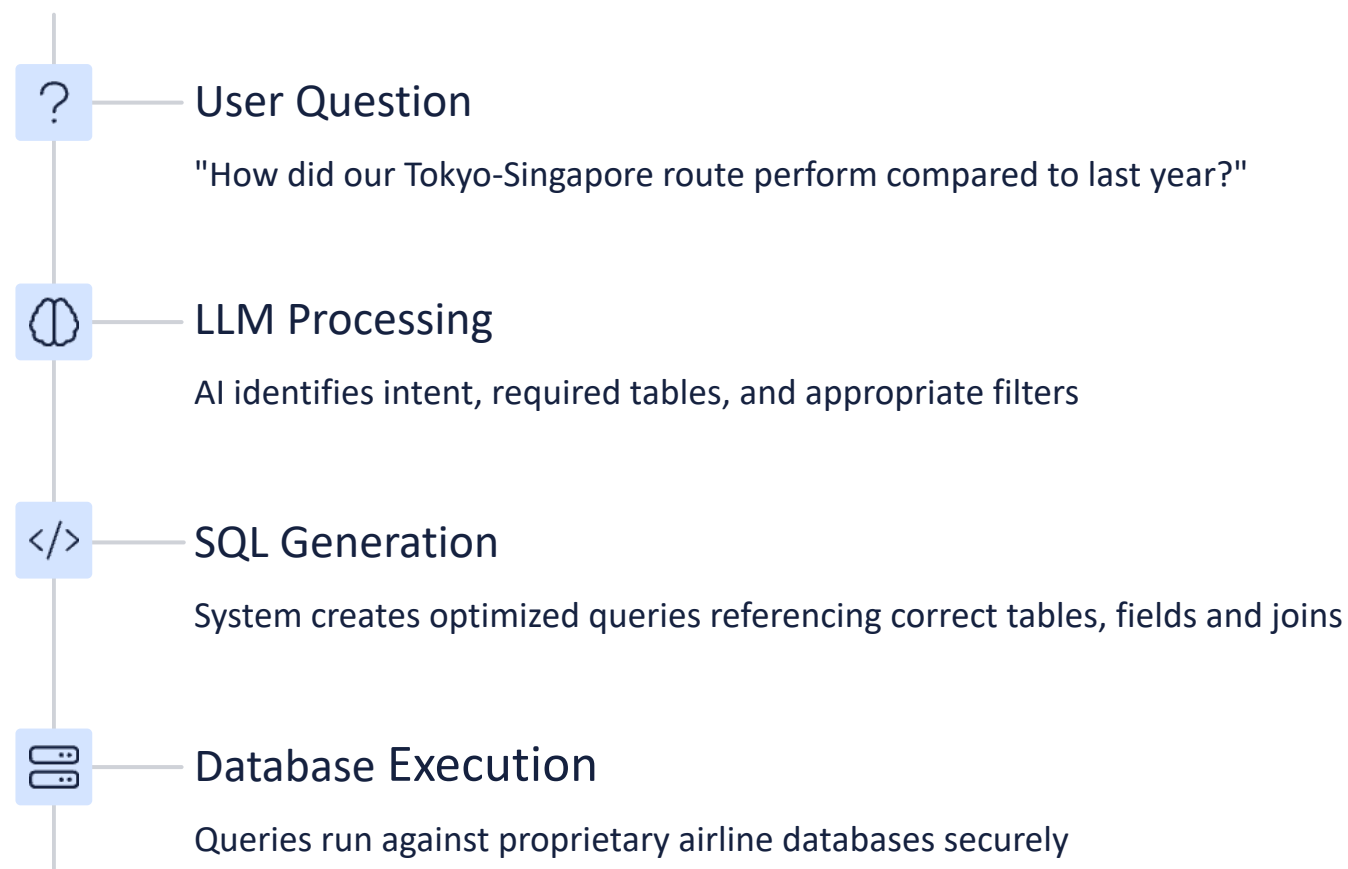 ?
User Question
"How did our Tokyo-Singapore route perform compared to last year?"
LLM Processing
AI identifies intent, required tables, and appropriate filters
</>
SQL Generation
System creates optimized queries referencing correct tables, fields and joins
Database Execution
Queries run against proprietary airline databases securely